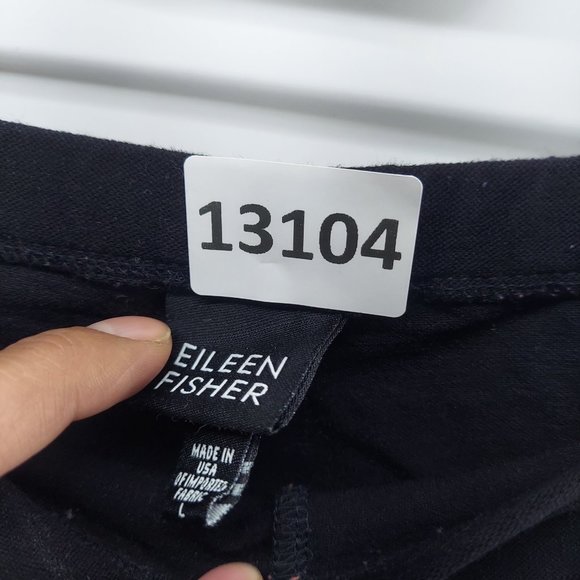 13104
EILEEN
FISHER
MADE IN
USA
OF IMPORTED
FABRIC
L